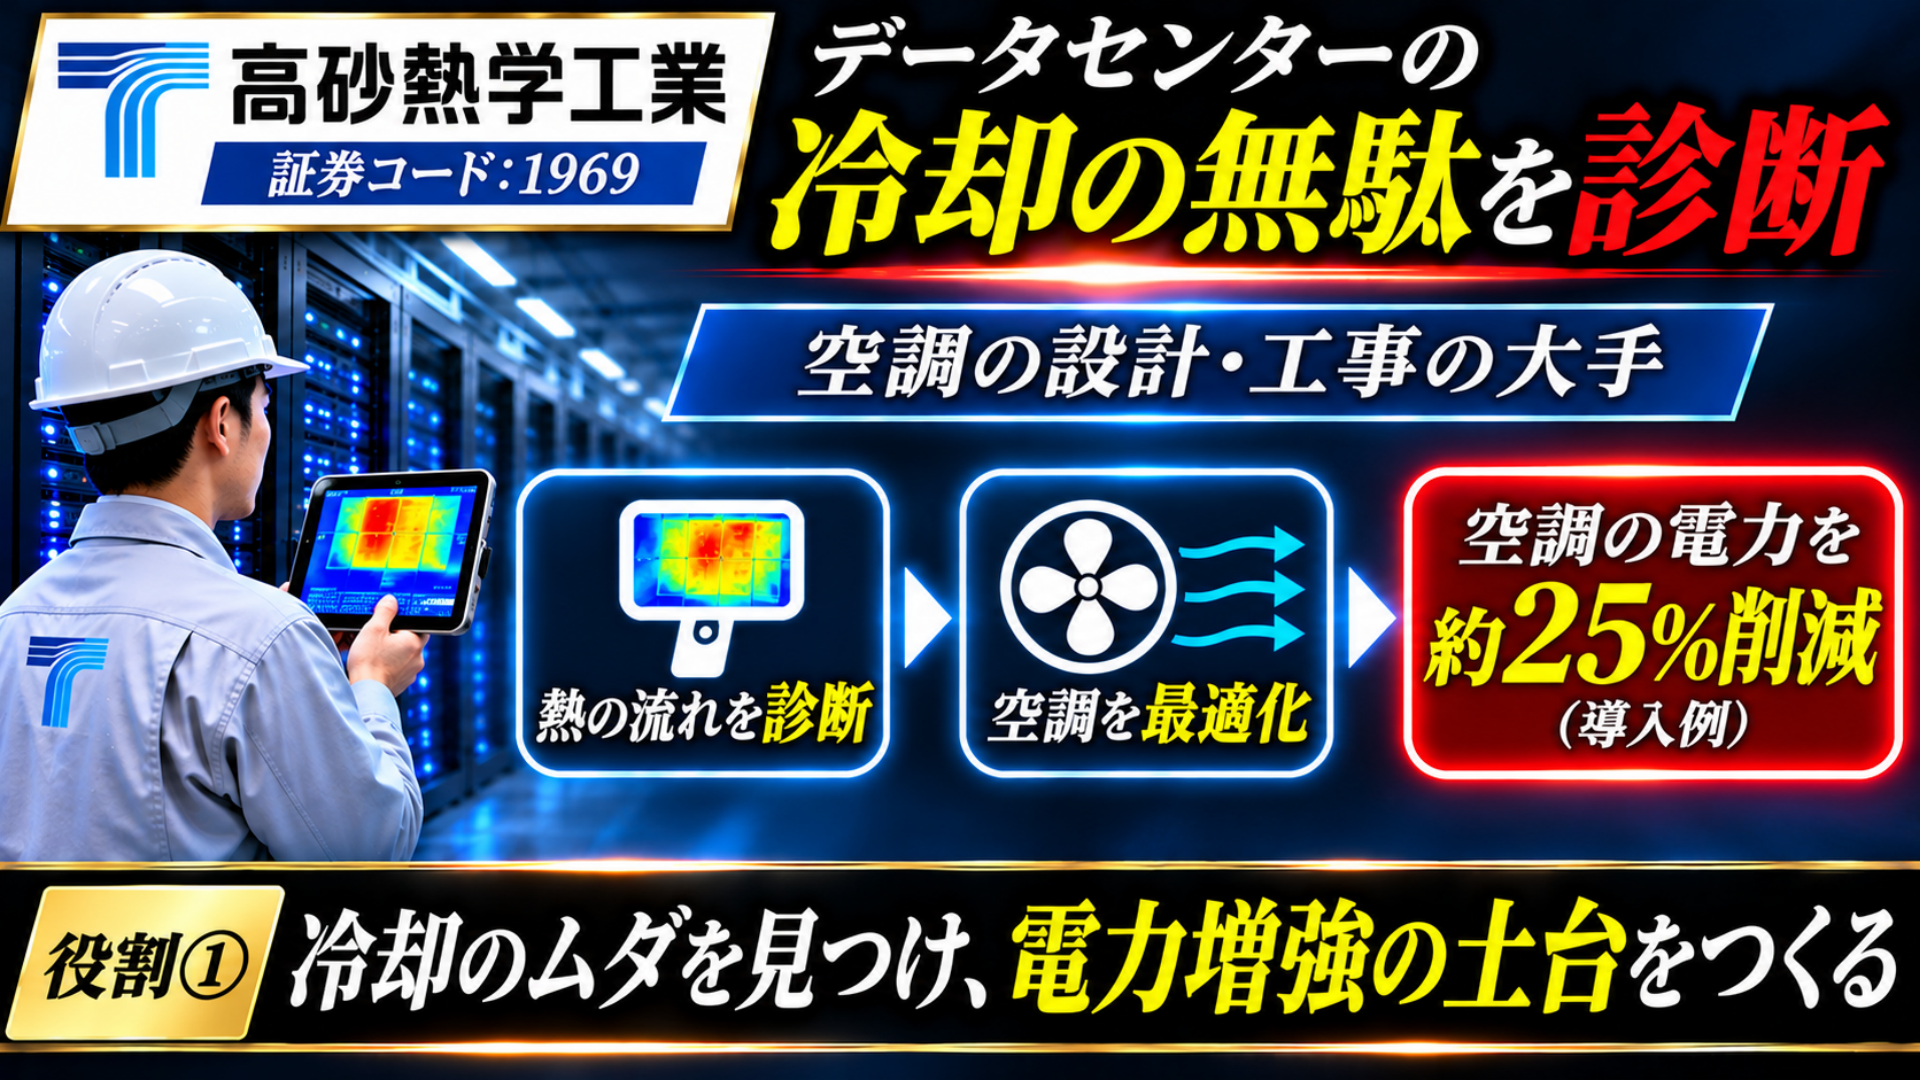 高砂熱学工業
証券コード：1969
データセンターの
冷却の無駄を診断
空調の設計・工事の大手
熱の流れを診断
空調を最適化
空調の電力を
約25%削減
(導入例)
役割①
冷却のムダを見つけ、電力増強の土台をつくる